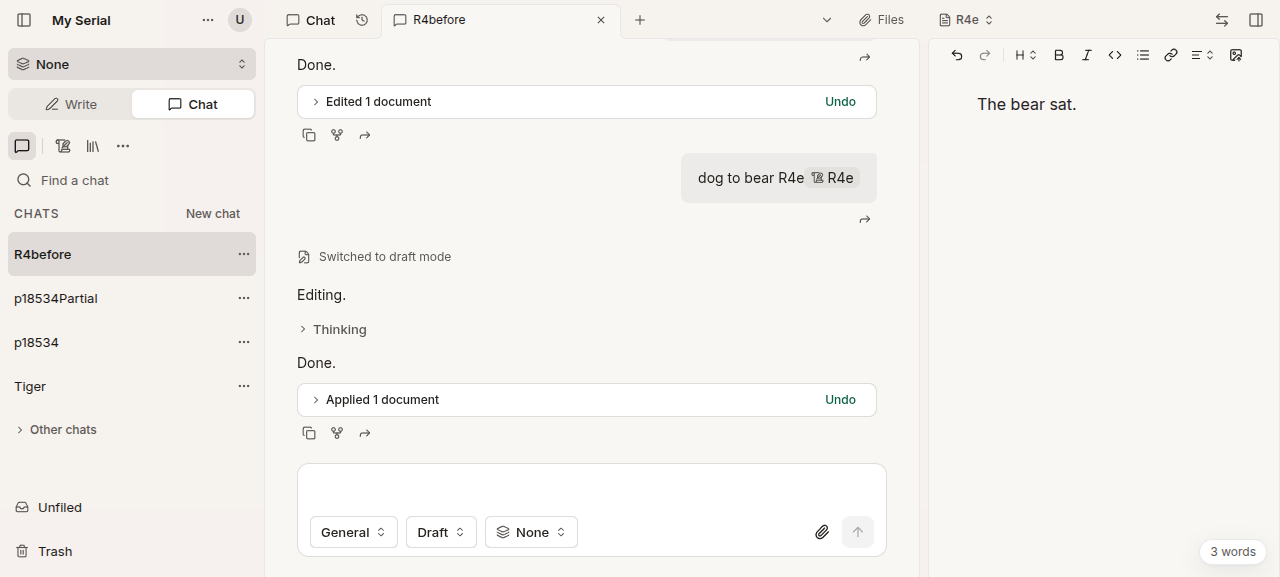 My Serial
U
None
Write
Chat
Find a chat
CHATS
New chat
R4before
p18534Partial
p18534
Tiger
Other chats
Unfiled
Trash
Chat
R4before
Files
Done.
Edited 1 document
Undo
dog to bear R4e R4e
Switched to draft mode
Editing.
Thinking
Done.
Applied 1 document
Undo
General
Draft
None
R4e
H
B
I
The bear sat.
3 words